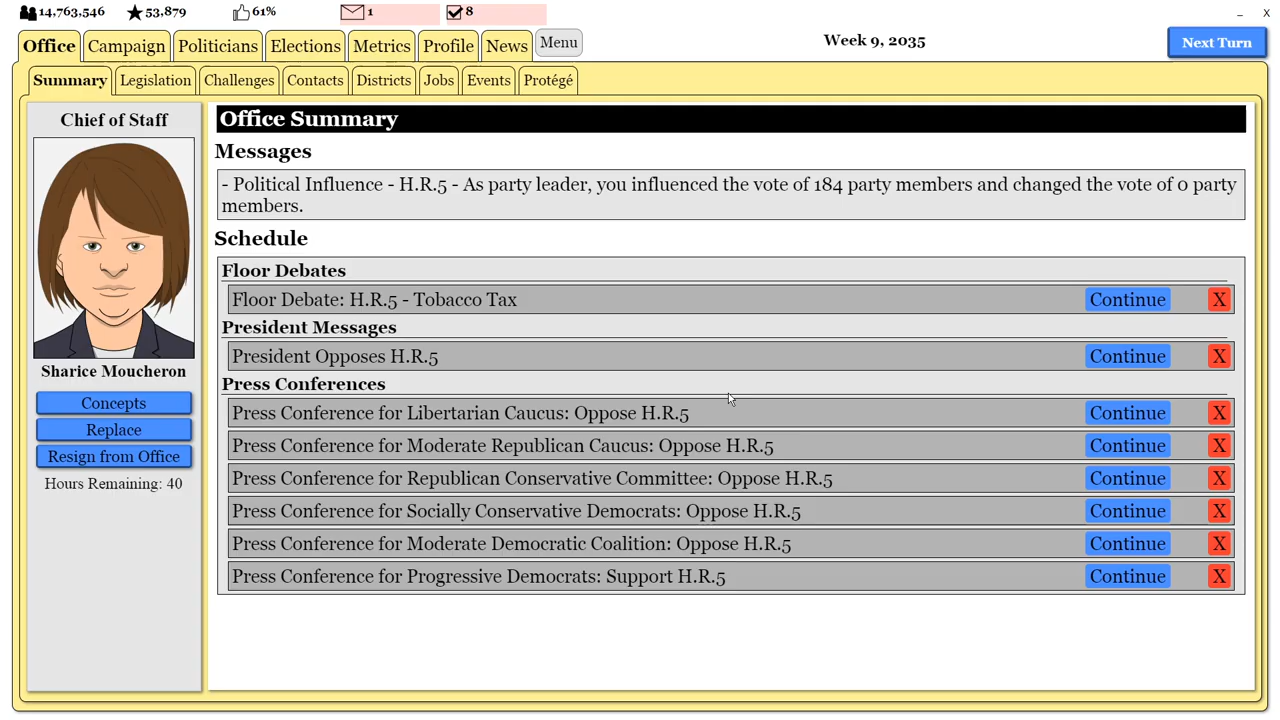 14,763,546 53,879 61% 1 8
_ X
Office Campaign Politicians Elections Metrics Profile News Menu
Week 9, 2035
Next Turn
Summary Legislation Challenges Contacts Districts Jobs Events Protégé
Chief of Staff
Sharice Moucheron
Concepts
Replace
Resign from Office
Hours Remaining: 40
Office Summary
Messages
- Political Influence - H.R.5 - As party leader, you influenced the vote of 184 party members and changed the vote of 0 party
members.
Schedule
Floor Debates
Floor Debate: H.R.5 - Tobacco Tax Continue X
President Messages
President Opposes H.R.5 Continue X
Press Conferences
Press Conference for Libertarian Caucus: Oppose H.R.5 Continue X
Press Conference for Moderate Republican Caucus: Oppose H.R.5 Continue X
Press Conference for Republican Conservative Committee: Oppose H.R.5 Continue X
Press Conference for Socially Conservative Democrats: Oppose H.R.5 Continue X
Press Conference for Moderate Democratic Coalition: Oppose H.R.5 Continue X
Press Conference for Progressive Democrats: Support H.R.5 Continue X